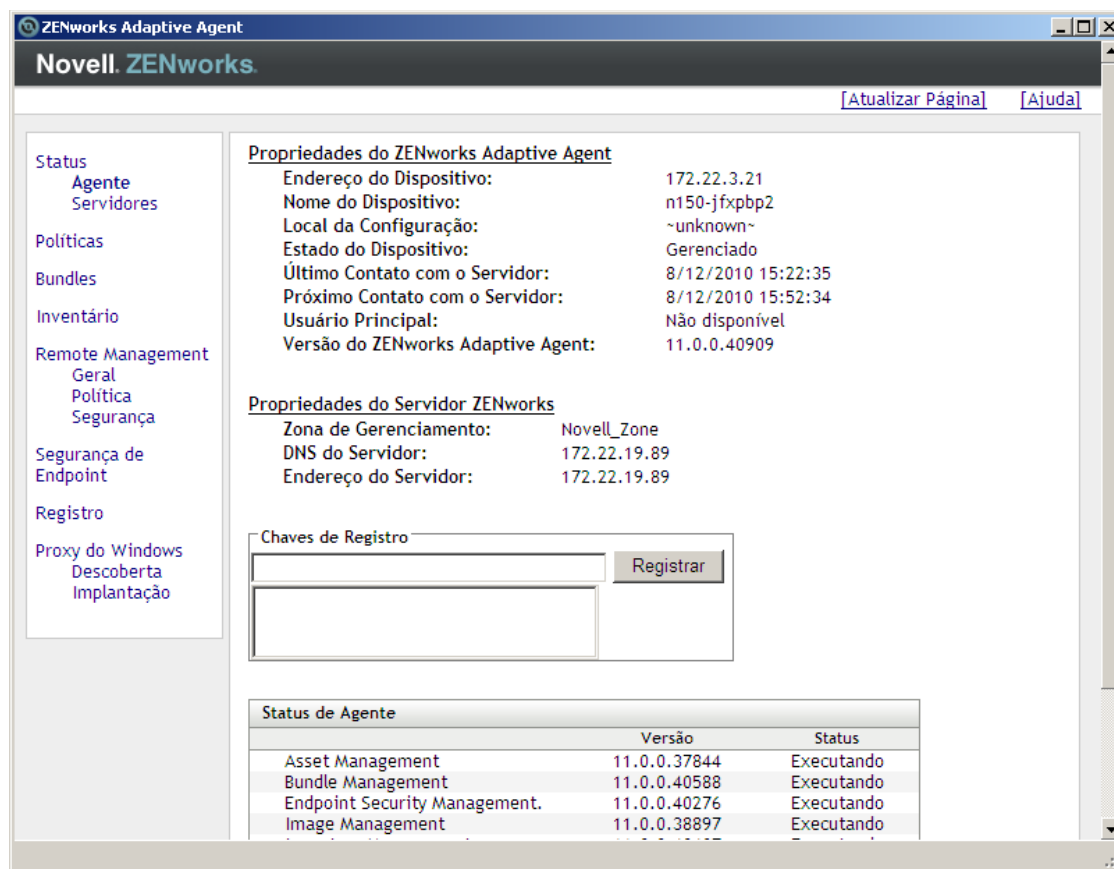 ZENworks Adaptive Agent
Novell. ZENworks.
[Atualizar Página] [Ajuda]
Status
Agente
Servidores
Políticas
Bundles
Inventário
Remote Management
Geral
Política
Segurança
Segurança de
Endpoint
Registro
Proxy do Windows
Descoberta
Implantação
Propriedades do ZENworks Adaptive Agent
Endereço do Dispositivo: 172.22.3.21
Nome do Dispositivo: n150-jfxpbp2
Local da Configuração: ~unknown~
Estado do Dispositivo: Gerenciado
Último Contato com o Servidor: 8/12/2010 15:22:35
Próximo Contato com o Servidor: 8/12/2010 15:52:34
Usuário Principal: Não disponível
Versão do ZENworks Adaptive Agent: 11.0.0.40909
Propriedades do Servidor ZENworks
Zona de Gerenciamento: Novell_Zone
DNS do Servidor: 172.22.19.89
Endereço do Servidor: 172.22.19.89
Chaves de Registro
Registrar
Status de Agente
Versão Status
Asset Management 11.0.0.37844 Executando
Bundle Management 11.0.0.40588 Executando
Endpoint Security Management. 11.0.0.40276 Executando
Image Management 11.0.0.38897 Executando